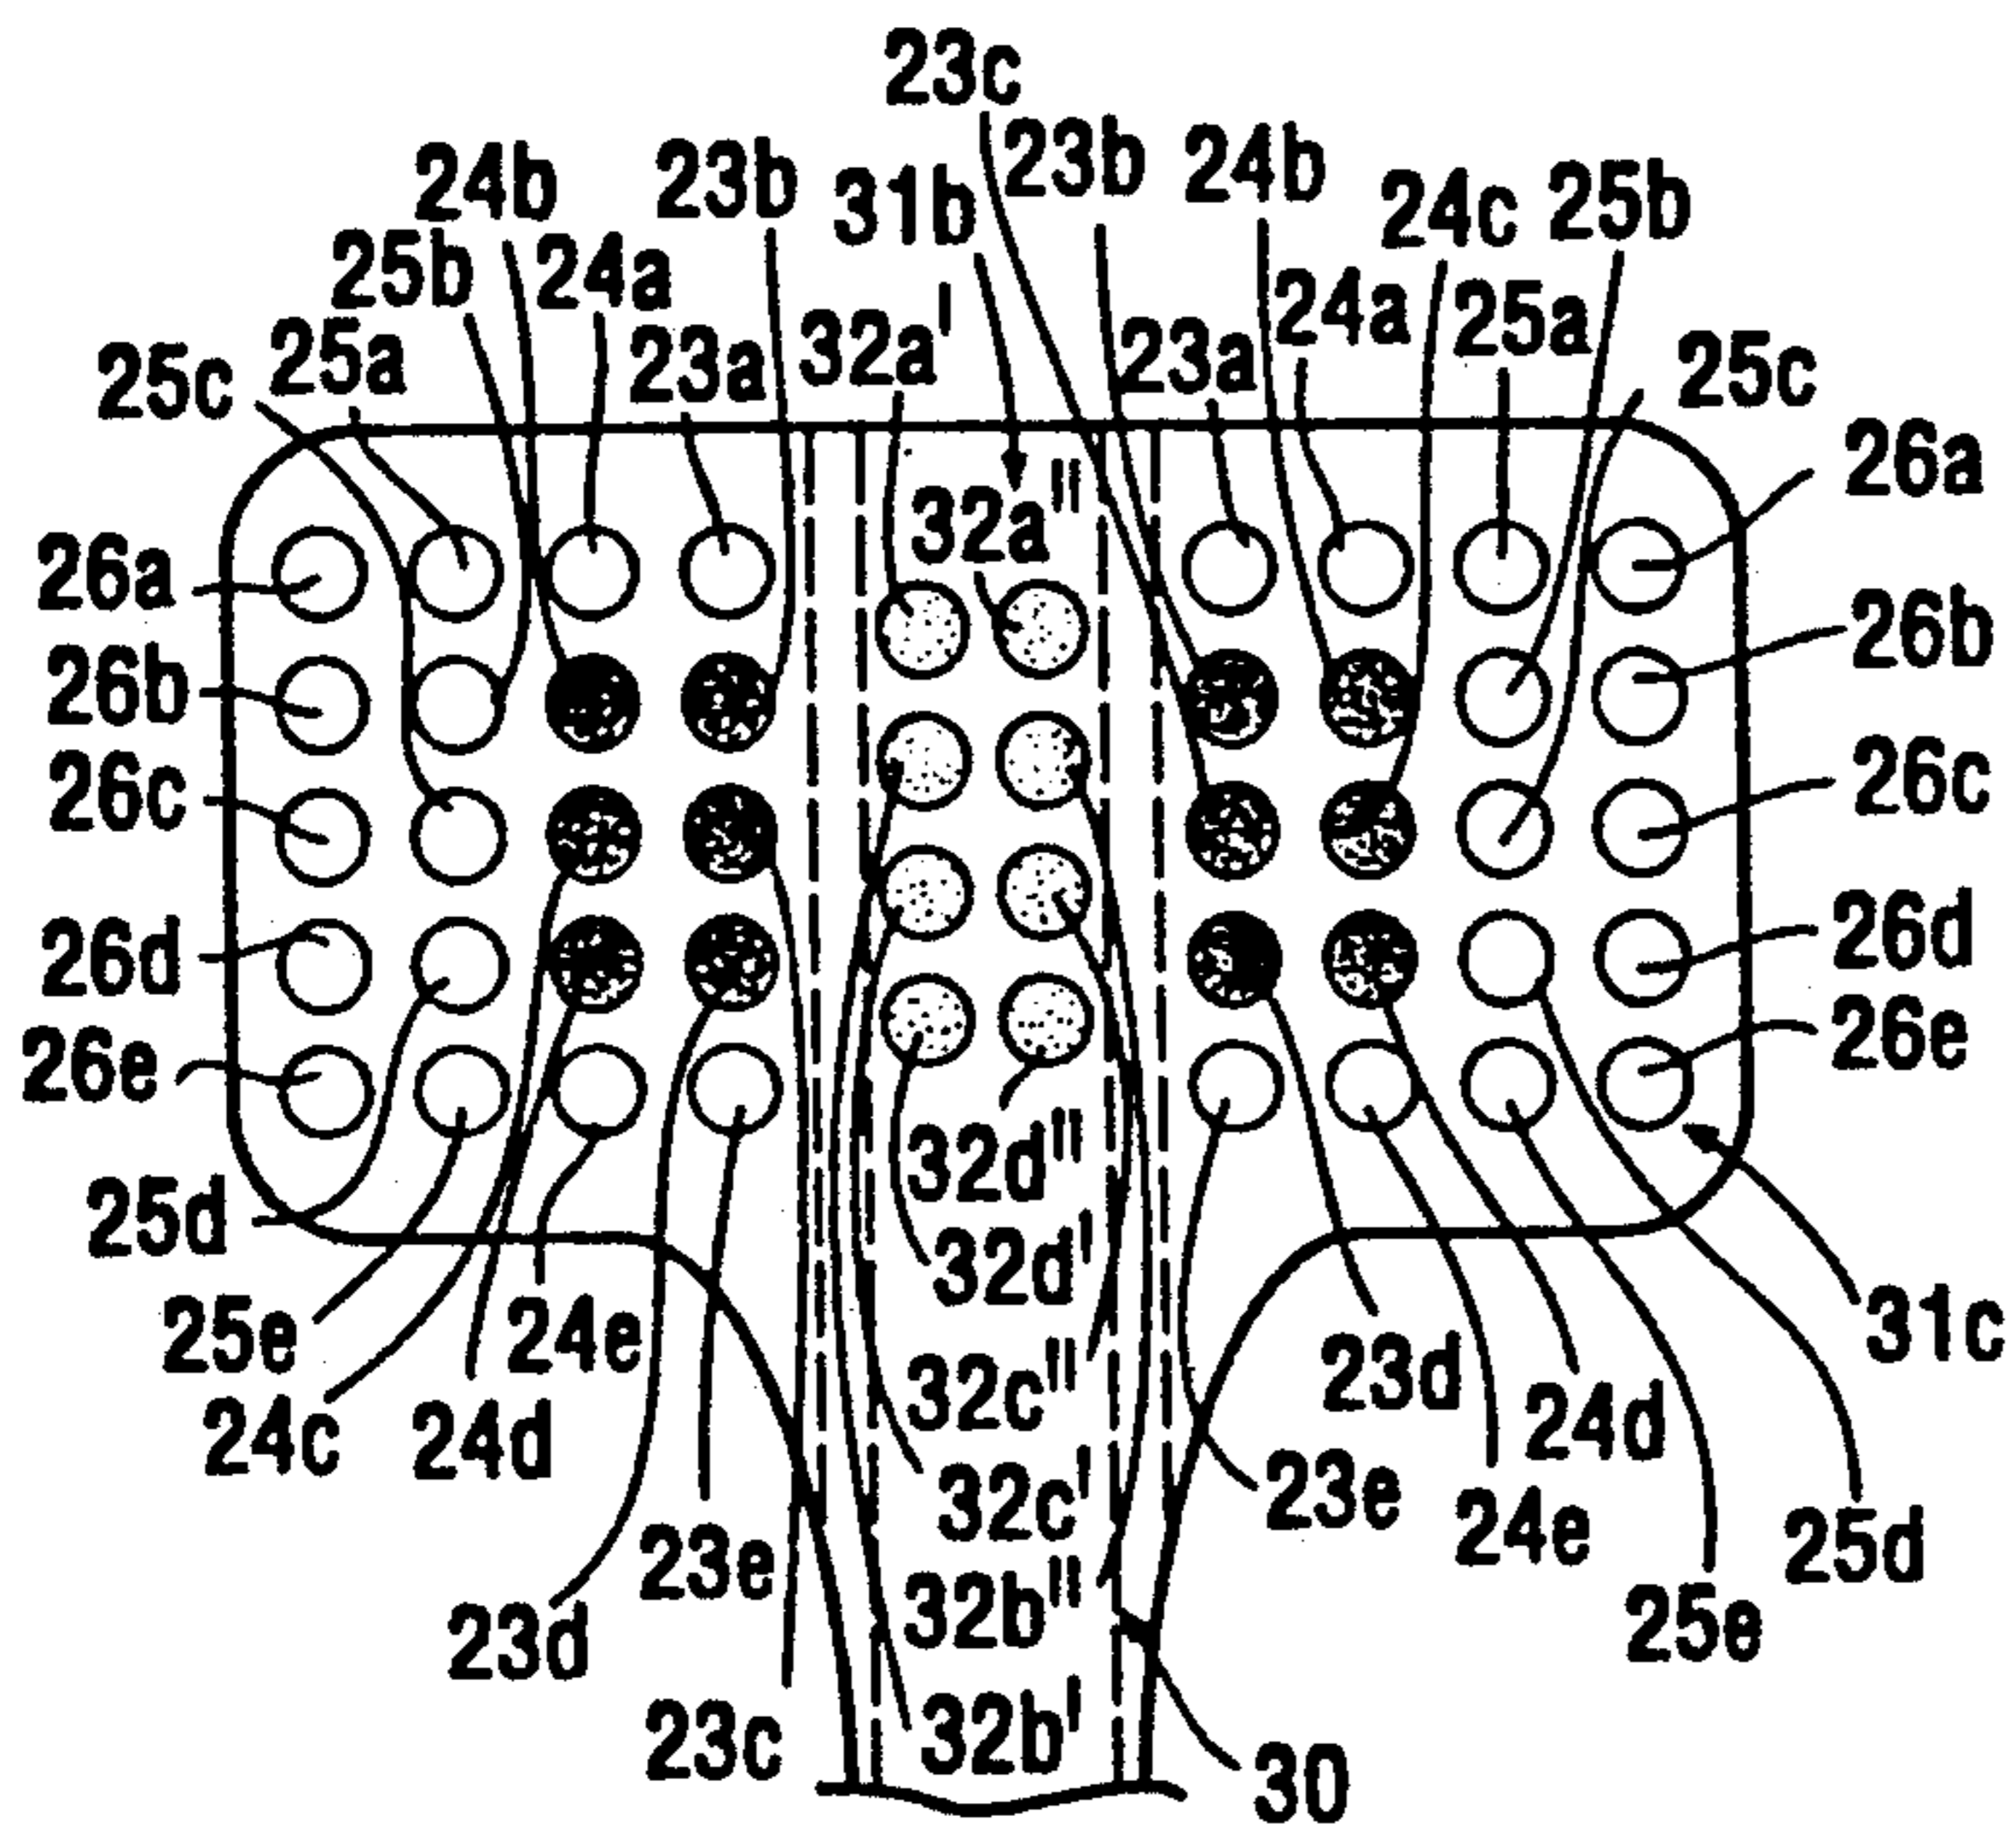 23c
24b 23b 31b 23b 24b 24c 25b
25b 24a 32a' 24a 25a
25c 25a 23a 23a 25c
26a
32a"
26a
26b
26b
26c
26c
26d
26d
26e
26e
32d"
25d
32d'
25e 24e 31c
32c" 23d
24c 24d 24d
32c' 23e
24e
23e 25d
32b"
23d 25e
23c 32b'
30